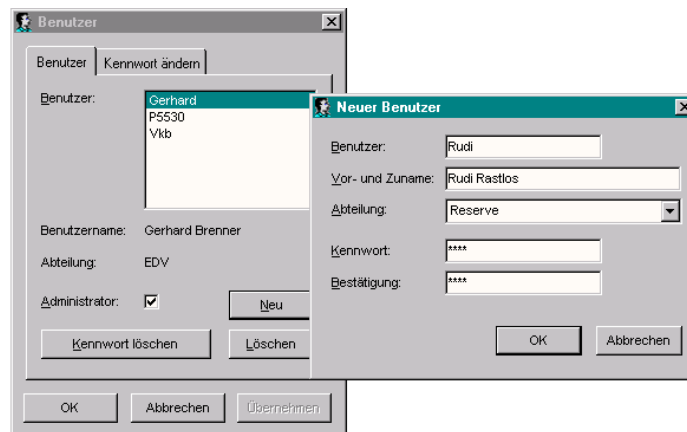 Benutzer
Benutzer
Kennwort ändern
Benutzer:
Gerhard
P5530
Vkb
Benutzername:
Gerhard Brenner
Abteilung:
EDV
Administrator:
Neu
Kennwort löschen
Löschen
OK
Abbrechen
Übernehmen
Neuer Benutzer
Benutzer:
Rudi
Vor- und Zuname:
Rudi Rastlos
Abteilung:
Reserve
Kennwort:
****
Bestätigung:
****
OK
Abbrechen